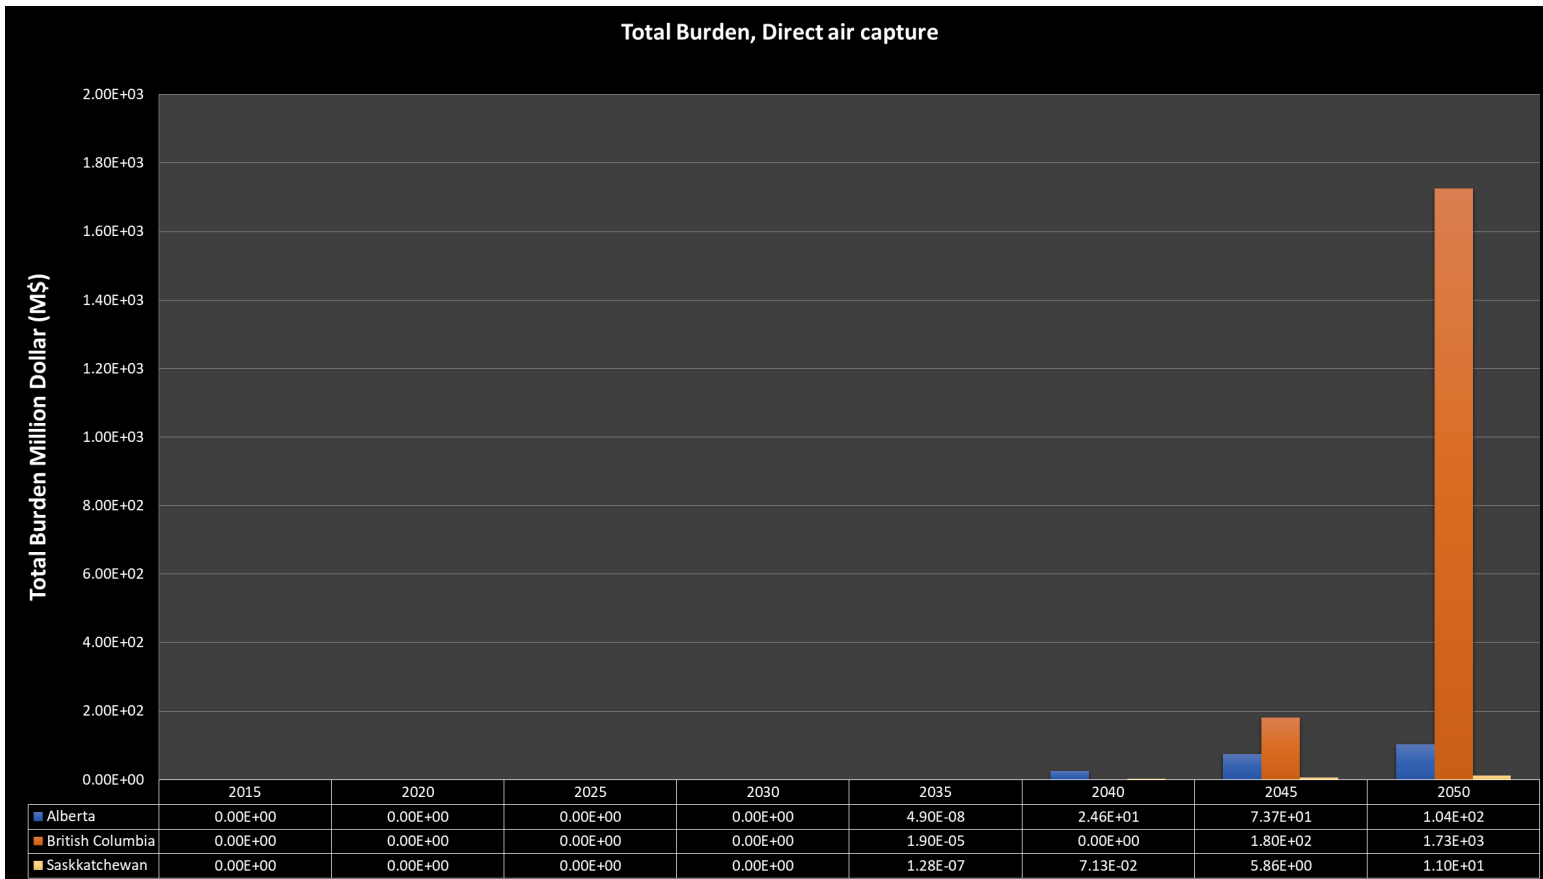 Total Burden, Direct air capture
Total Burden Million Dollar (M$)
2.00E+03
1.80E+03
1.60E+03
1.40E+03
1.20E+03
1.00E+03
8.00E+02
6.00E+02
4.00E+02
2.00E+02
0.00E+00
2015 2020 2025 2030 2035 2040 2045 2050
Alberta 0.00E+00 0.00E+00 0.00E+00 0.00E+00 4.90E-08 2.46E+01 7.37E+01 1.04E+02
British Columbia 0.00E+00 0.00E+00 0.00E+00 0.00E+00 1.90E-05 0.00E+00 1.80E+02 1.73E+03
Saskkatchewan 0.00E+00 0.00E+00 0.00E+00 0.00E+00 1.28E-07 7.13E-02 5.86E+00 1.10E+01